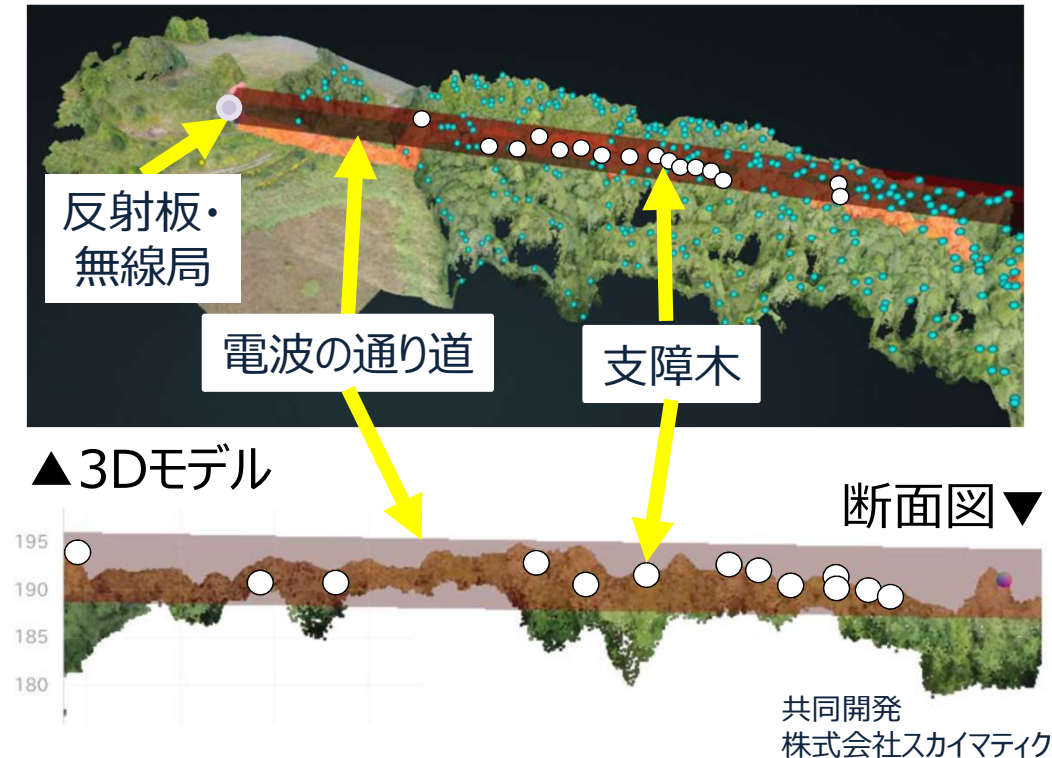 反射板・
無線局
電波の通り道
支障木
▲3Dモデル
断面図▼
195
190
185
180
共同開発
株式会社スカイマティク